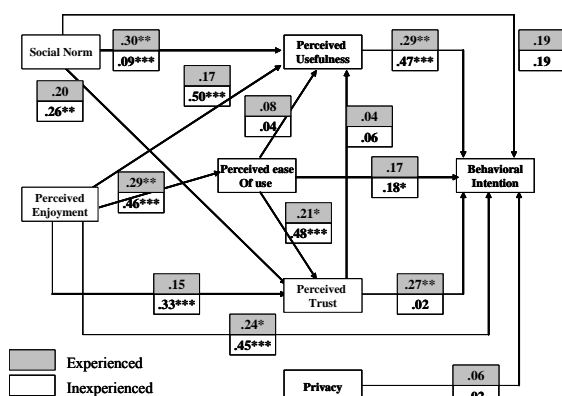 Social Norm
.30**
.09***
Perceived
Usefulness
.29**
.47***
.19
.19
.20
.26**
.17
.50***
.08
.04
.04
.06
Perceived
Enjoyment
.29**
.46***
Perceived ease
Of use
.17
.18*
Behavioral
Intention
.21*
.48***
.15
.33***
Perceived
Trust
.27**
.02
.24*
.45***
Experienced
Inexperienced
Privacy
.06